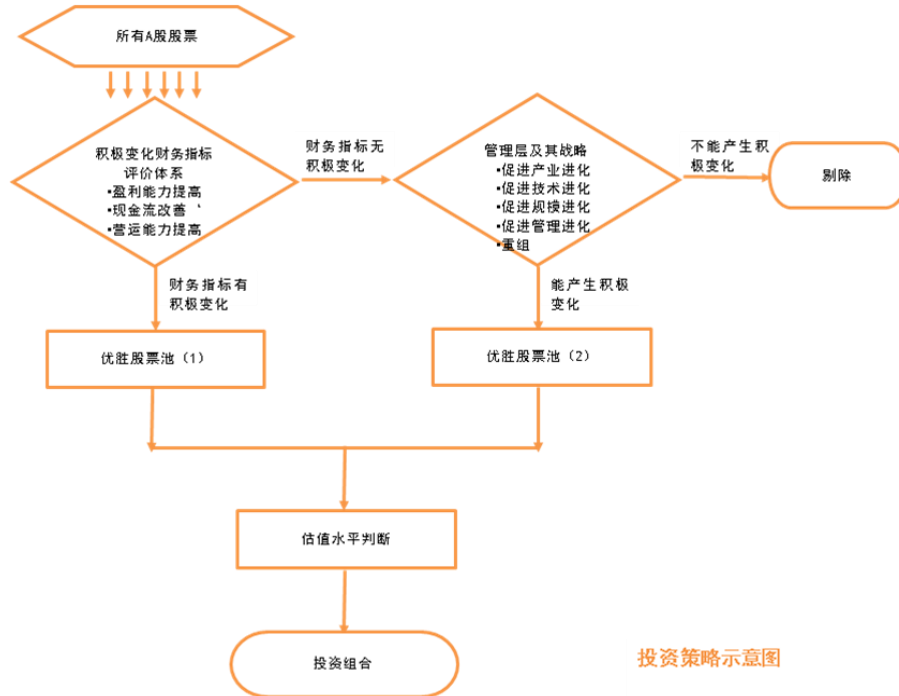 所有A股股票
积极变化财务指标
评价体系
▪盈利能力提高
▪现金流改善‘
▪营运能力提高
财务指标无
积极变化
管理层及其战略
▪促进产业进化
▪促进技术进化
▪促进规模进化
▪促进管理进化
▪重组
不能产生积
极变化
剔除
财务指标有
积极变化
能产生积极
变化
优胜股票池（1）
优胜股票池（2）
估值水平判断
投资组合
投资策略示意图